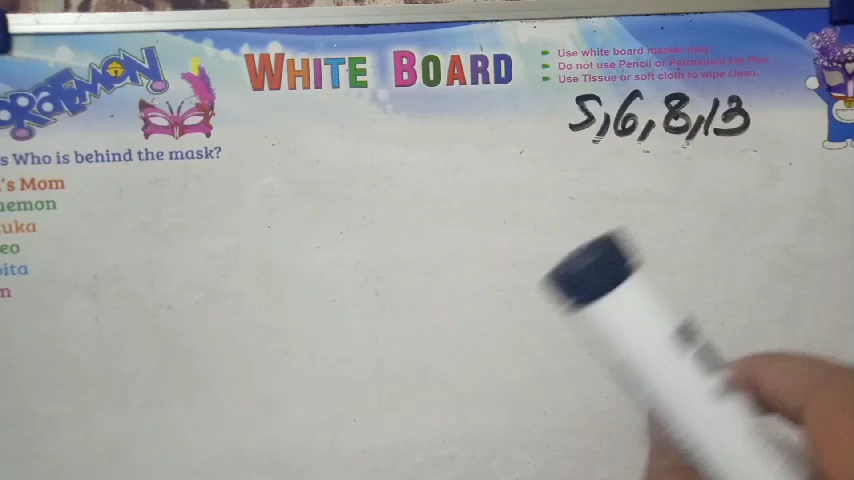 DORAEMON
WHITE BOARD
Use white board marker only.
Do not use Pencil or Permanent Ink Pen.
Use Tissue or soft cloth to wipe clean.
5,6,8,13
s Who is behind the mask?
's Mom
aemon
uka
eo
ita
n